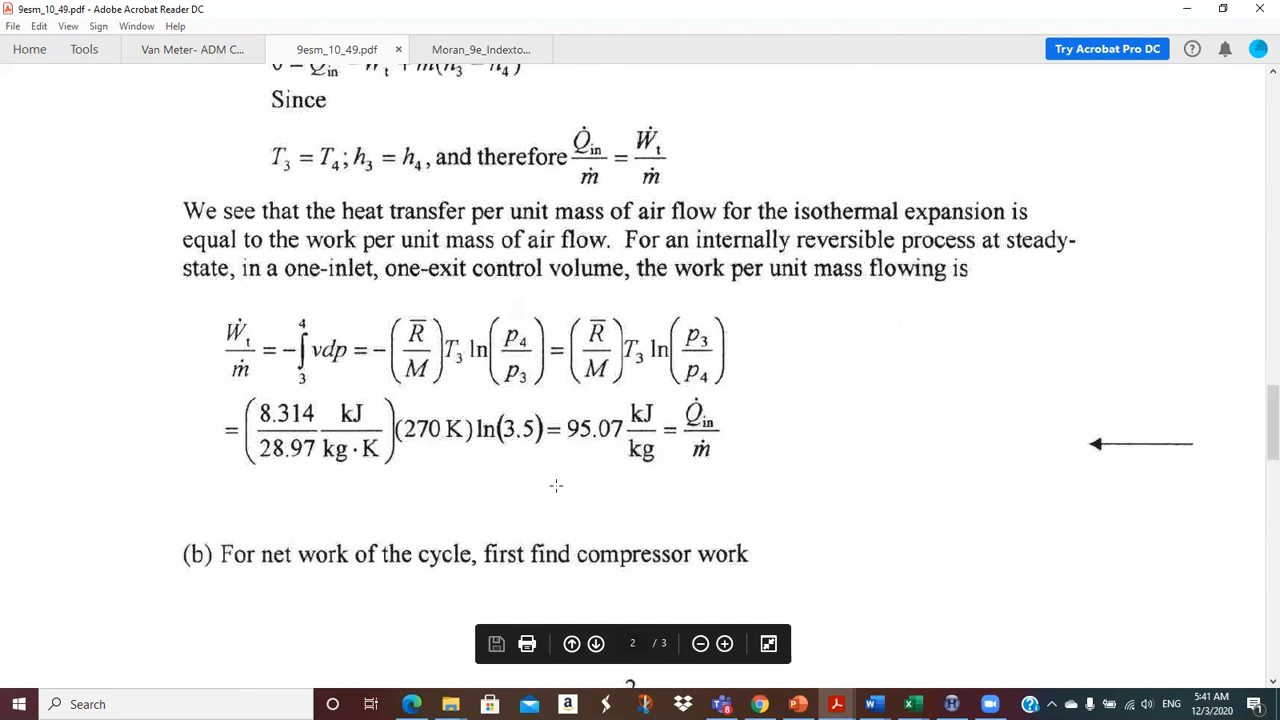 9esm_10_49.pdf - Adobe Acrobat Reader DC
File Edit View Sign Window Help
Home Tools Van Meter- ADM C... 9esm_10_49.pdf × Moran_9e_Indexto... Try Acrobat Pro DC
Since
T₃ = T₄; h₃ = h₄, and therefore Q̇in/ṁ = Ẇt/ṁ
We see that the heat transfer per unit mass of air flow for the isothermal expansion is
equal to the work per unit mass of air flow. For an internally reversible process at steady-
state, in a one-inlet, one-exit control volume, the work per unit mass flowing is
Ẇt/ṁ = −∫₃⁴ vdp = −(R̅/M) T₃ ln(p₄/p₃) = (R̅/M) T₃ ln(p₃/p₄)
= (8.314/28.97 kJ/kg·K)(270 K) ln(3.5) = 95.07 kJ/kg = Q̇in/ṁ
(b) For net work of the cycle, first find compressor work
2 / 3
Search
5:41 AM
ENG
12/3/2020